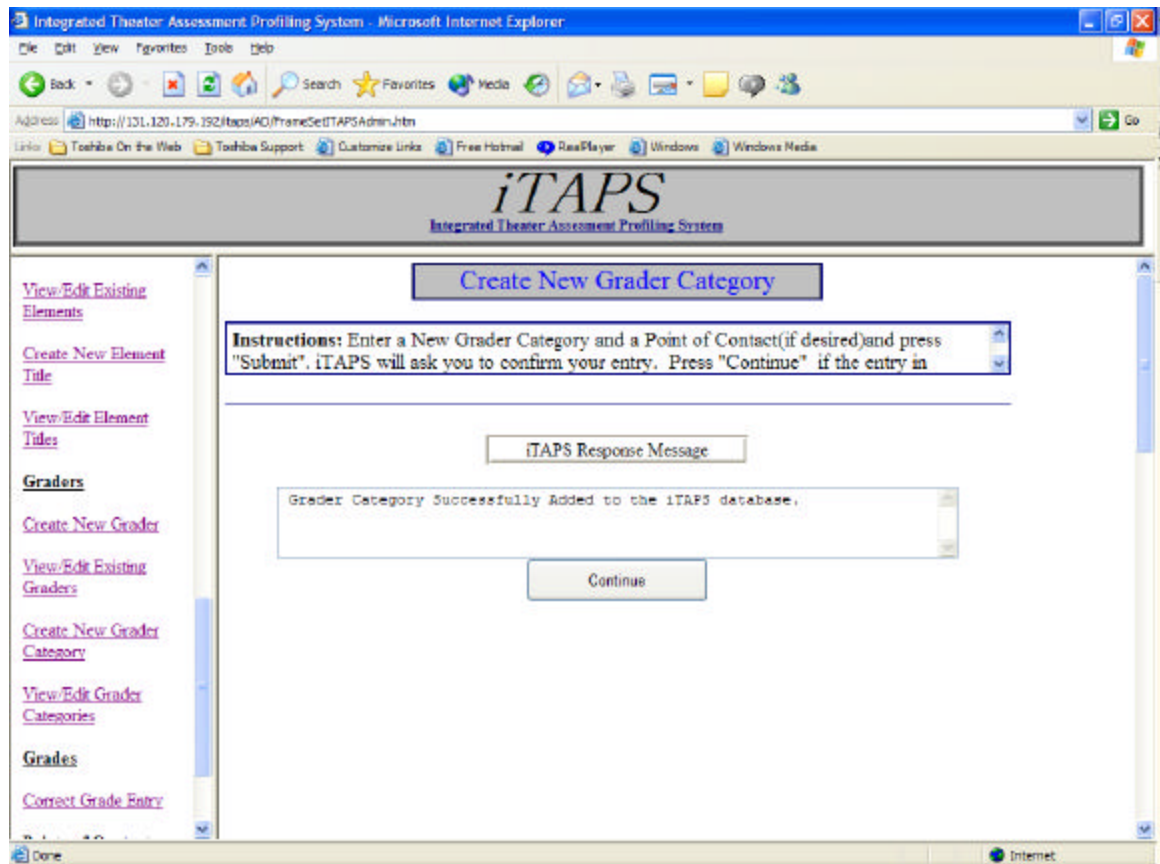 Integrated Theater Assessment Profiling System - Microsoft Internet Explorer
File Edit View Favorites Tools Help
Back Search Favorites Media
Address http://131.120.179.192/itaps/AD/FrameSetITAPSAdmin.htm Go
Links Toshiba On the Web Toshiba Support Customize Links Free Hotmail RealPlayer Windows Windows Media
iTAPS
Integrated Theater Assessment Profiling System
View/Edit Existing
Elements
Create New Element
Title
View/Edit Element
Titles
Graders
Create New Grader
View/Edit Existing
Graders
Create New Grader
Category
View/Edit Grader
Categories
Grades
Correct Grade Entry
Create New Grader Category
Instructions: Enter a New Grader Category and a Point of Contact(if desired)and press
"Submit". iTAPS will ask you to confirm your entry. Press "Continue" if the entry in
iTAPS Response Message
Grader Category Successfully Added to the iTAPS database.
Continue
Done Internet